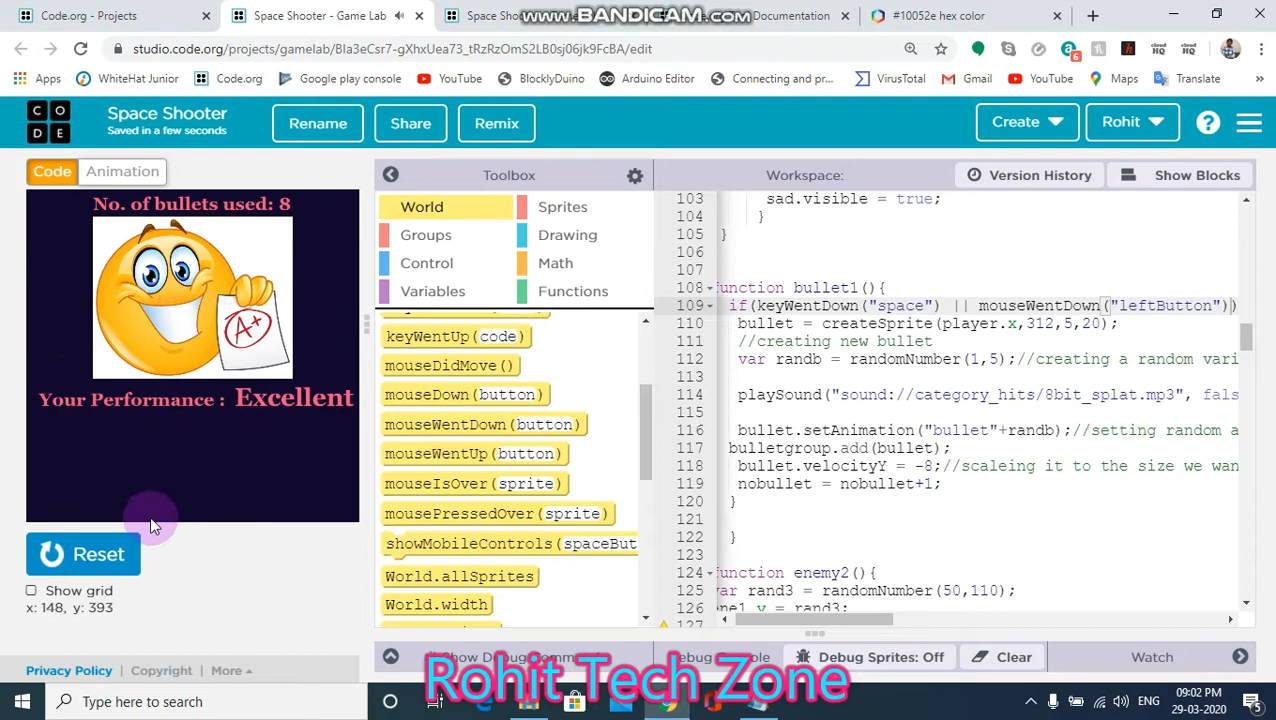 Code.org - Projects
Space Shooter - Game Lab
Space Sho
www.BANDICAM.com
Documentation
#10052e hex color
studio.code.org/projects/gamelab/BIa3eCsr7-gXhxUea73_tRzRzOmS2LB0sj06jk9FcBA/edit
Apps
WhiteHat Junior
Code.org
Google play console
YouTube
BlocklyDuino
Arduino Editor
Connecting and pr...
VirusTotal
Gmail
YouTube
Maps
Translate
CODE
Space Shooter
Saved in a few seconds
Rename
Share
Remix
Create
Rohit
Code
Animation
Toolbox
Workspace:
Version History
Show Blocks
No. of bullets used: 8
A+
Your Performance : Excellent
Reset
Show grid
x: 148, y: 393
World
Sprites
Groups
Drawing
Control
Math
Variables
Functions
keyWentUp(code)
mouseDidMove()
mouseDown(button)
mouseWentDown(button)
mouseWentUp(button)
mouseIsOver(sprite)
mousePressedOver(sprite)
showMobileControls(spaceBut
World.allSprites
World.width
103 sad.visible = true;
104 }
105 }
106
107
108 function bullet1(){
109 if(keyWentDown("space") || mouseWentDown("leftButton"))
110 bullet = createSprite(player.x,312,5,20);
111 //creating new bullet
112 var randb = randomNumber(1,5);//creating a random vari
113
114 playSound("sound://category_hits/8bit_splat.mp3", fals
115
116 bullet.setAnimation("bullet"+randb);//setting random a
117 bulletgroup.add(bullet);
118 bullet.velocityY = -8;//scaleing it to the size we wan
119 nobullet = nobullet+1;
120 }
121
122 }
123
124 function enemy2(){
125 var rand3 = randomNumber(50,110);
126 ene1.y = rand3;
127
Privacy Policy
Copyright
More
Debug Sprites: Off
Clear
Watch
Rohit Tech Zone
Type here to search
ENG
09:02 PM
29-03-2020
5